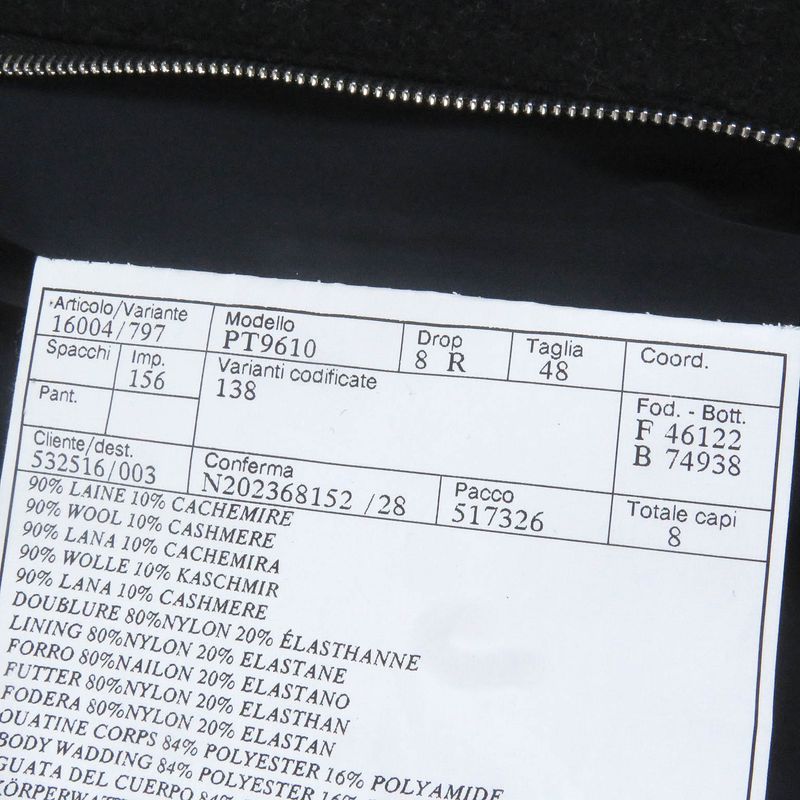 Articolo/Variante
16004/797
Modello
PT9610
Drop
8 R
Taglia
48
Coord.
Spacchi
Imp.
156
Varianti codificate
138
Fod. - Bott.
F 46122
B 74938
Pant.
Cliente/dest.
532516/003
Conferma
N202368152 /28
Pacco
517326
Totale capi
8
90% LAINE 10% CACHEMIRE
90% WOOL 10% CASHMERE
90% LANA 10% CACHEMIRA
90% WOLLE 10% KASCHMIR
90% LANA 10% CASHMERE
DOUBLURE 80%NYLON 20% ÉLASTHANNE
LINING 80%NYLON 20% ELASTANE
FORRO 80%NAILON 20% ELASTANO
FUTTER 80%NYLON 20% ELASTHAN
FODERA 80%NYLON 20% ELASTAN
OUATINE CORPS 84% POLYESTER 16% POLYAMIDE
BODY WADDING 84% POLYESTER 16%
GUATA DEL CUERPO 84%